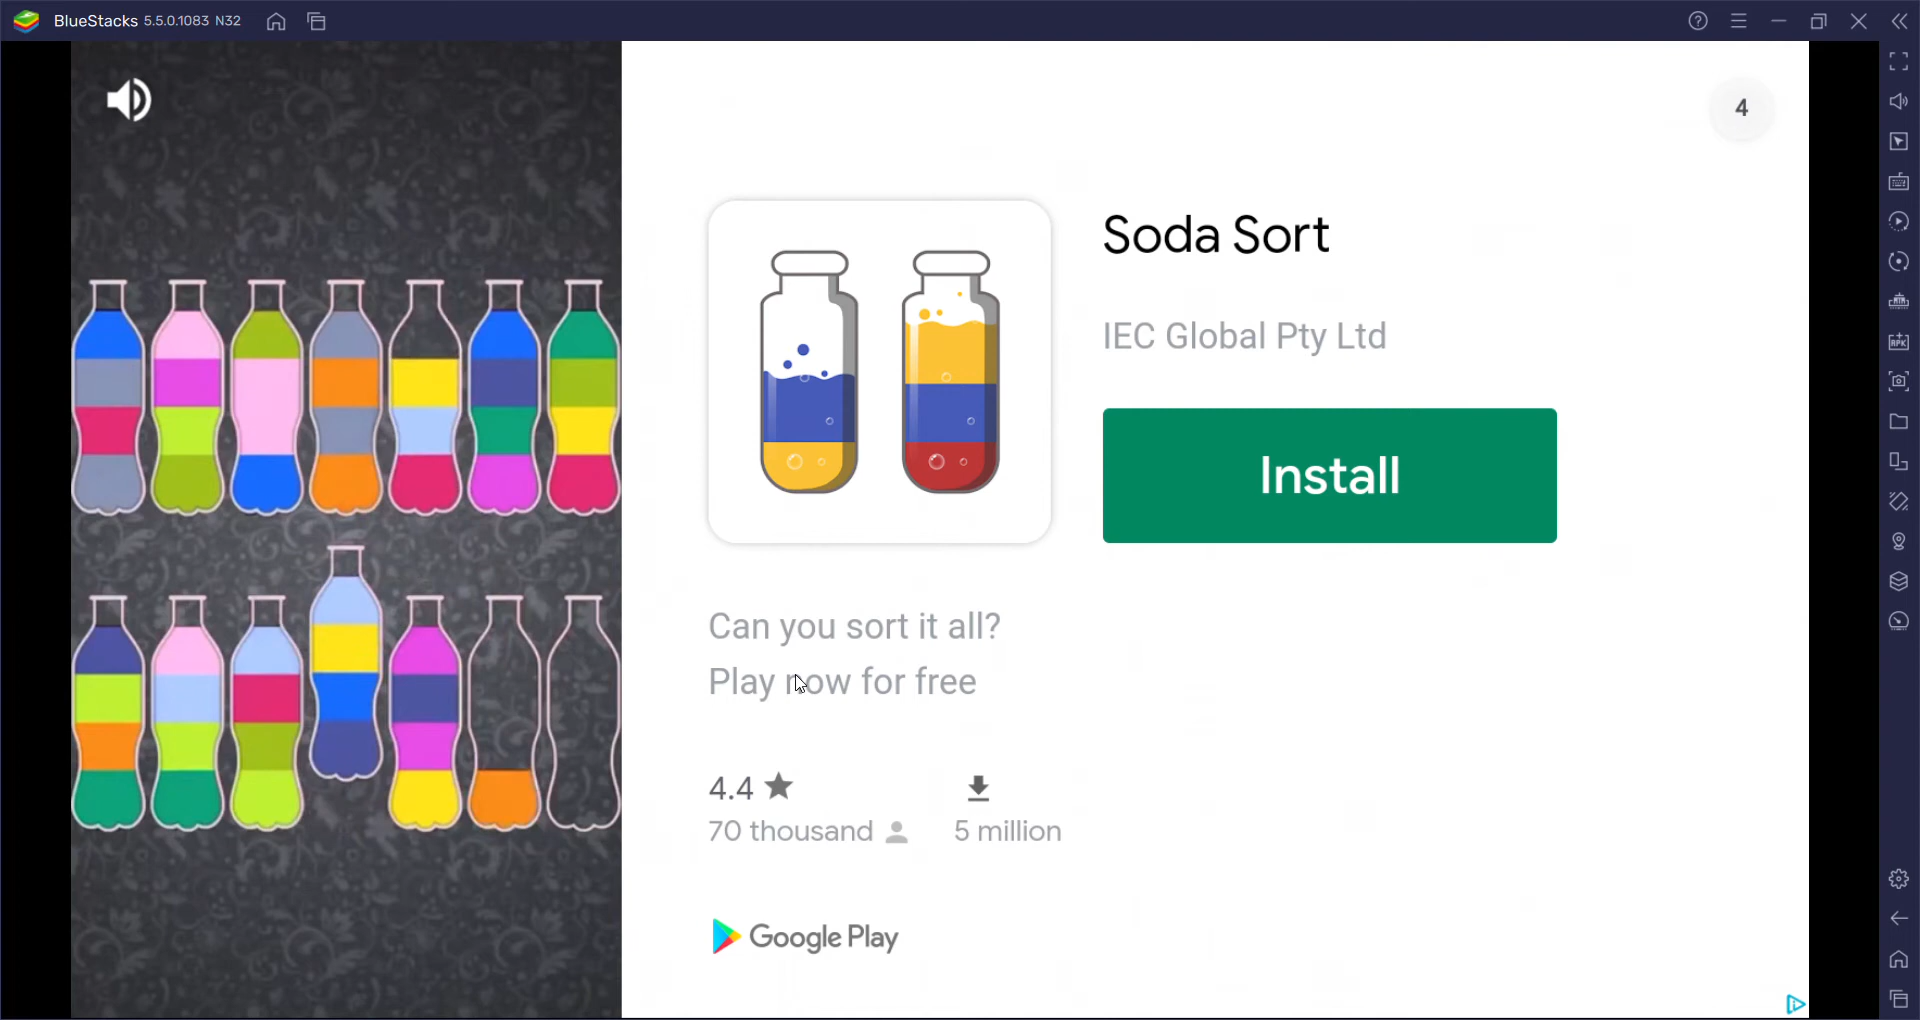 BlueStacks 5.5.0.1083 N32
4
Soda Sort
IEC Global Pty Ltd
Install
Can you sort it all?
Play now for free
4.4
70 thousand
5 million
Google Play